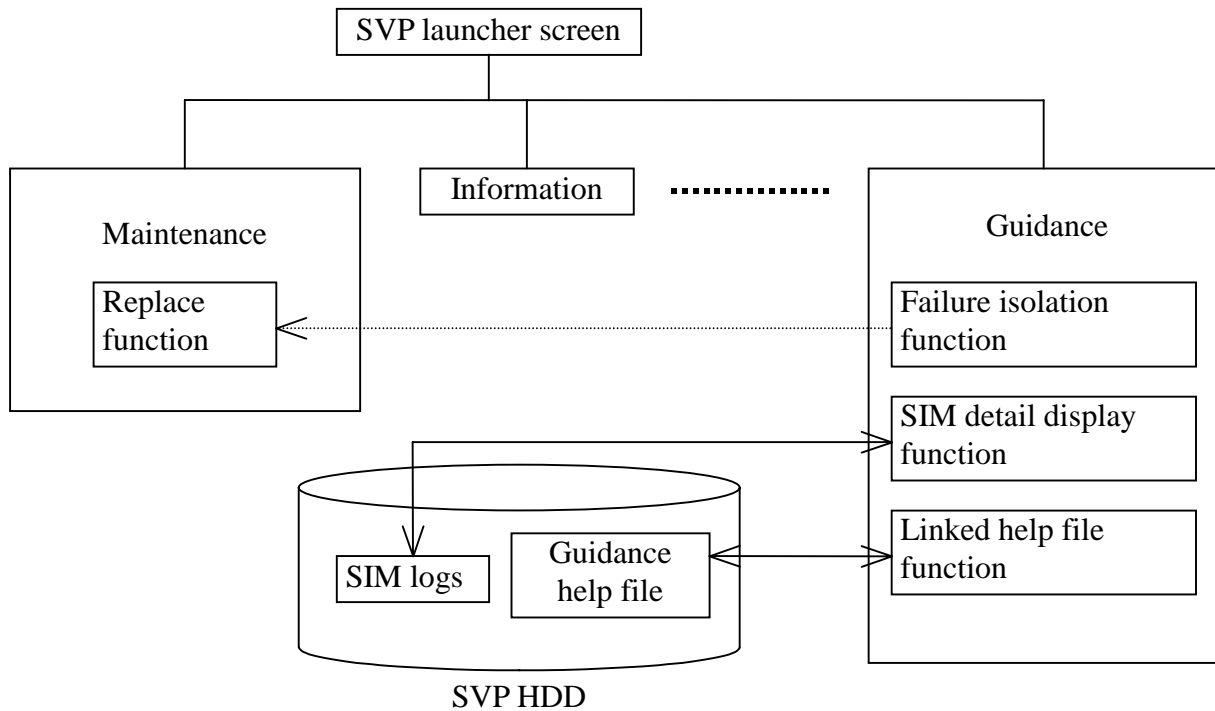 SVP launcher screen
Information
Maintenance
Guidance
Replace
function
Failure isolation
function
SIM detail display
function
Linked help file
function
SIM logs
Guidance
help file
SVP HDD